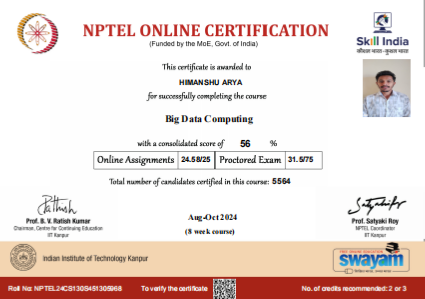 NPTEL ONLINE CERTIFICATION
(Funded by the MoE, Govt. of India)
Skill India
कौशल भारत-कुशल भारत
This certificate is awarded to
HIMANSHU ARYA
for successfully completing the course
Big Data Computing
with a consolidated score of 56 %
Online Assignments 24.58/25 Proctored Exam 31.5/75
Total number of candidates certified in this course: 5564
Prof. B. V. Ratish Kumar
Chairman, Centre for Continuing Education
IIT Kanpur
Aug-Oct 2024
(8 week course)
Prof. Satyaki Roy
NPTEL Coordinator
IIT Kanpur
Indian Institute of Technology Kanpur
swayam
Roll No: NPTEL24CS130S451305968 To verify the certificate No. of credits recommended: 2 or 3